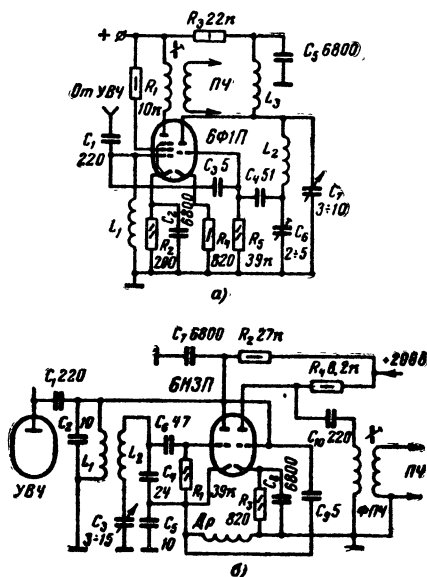 R₃ 22к
+
C₅ 6800
ПЧ
L₃
От УВЧ
R₁
10к
6Ф1П
C₁
220
L₂
C₃ 5
C₄ 51
C₇
3÷10
L₁
C₂
6800
R₂
200
R₄
820
R₅
39к
C₆
2÷5
а)
C₇ 6800
R₂ 27к
+200В
R₄ 8,2к
C₁ 220
6Н3П
C₂
10
L₁
L₂
C₆ 47
C₁₀ 220
ПЧ
УВЧ
C₄
24
R₁
39к
R₃
820
C₈
6800
C₉ 5
ФПЧ
C₃
3÷15
C₅
10
Др
б)